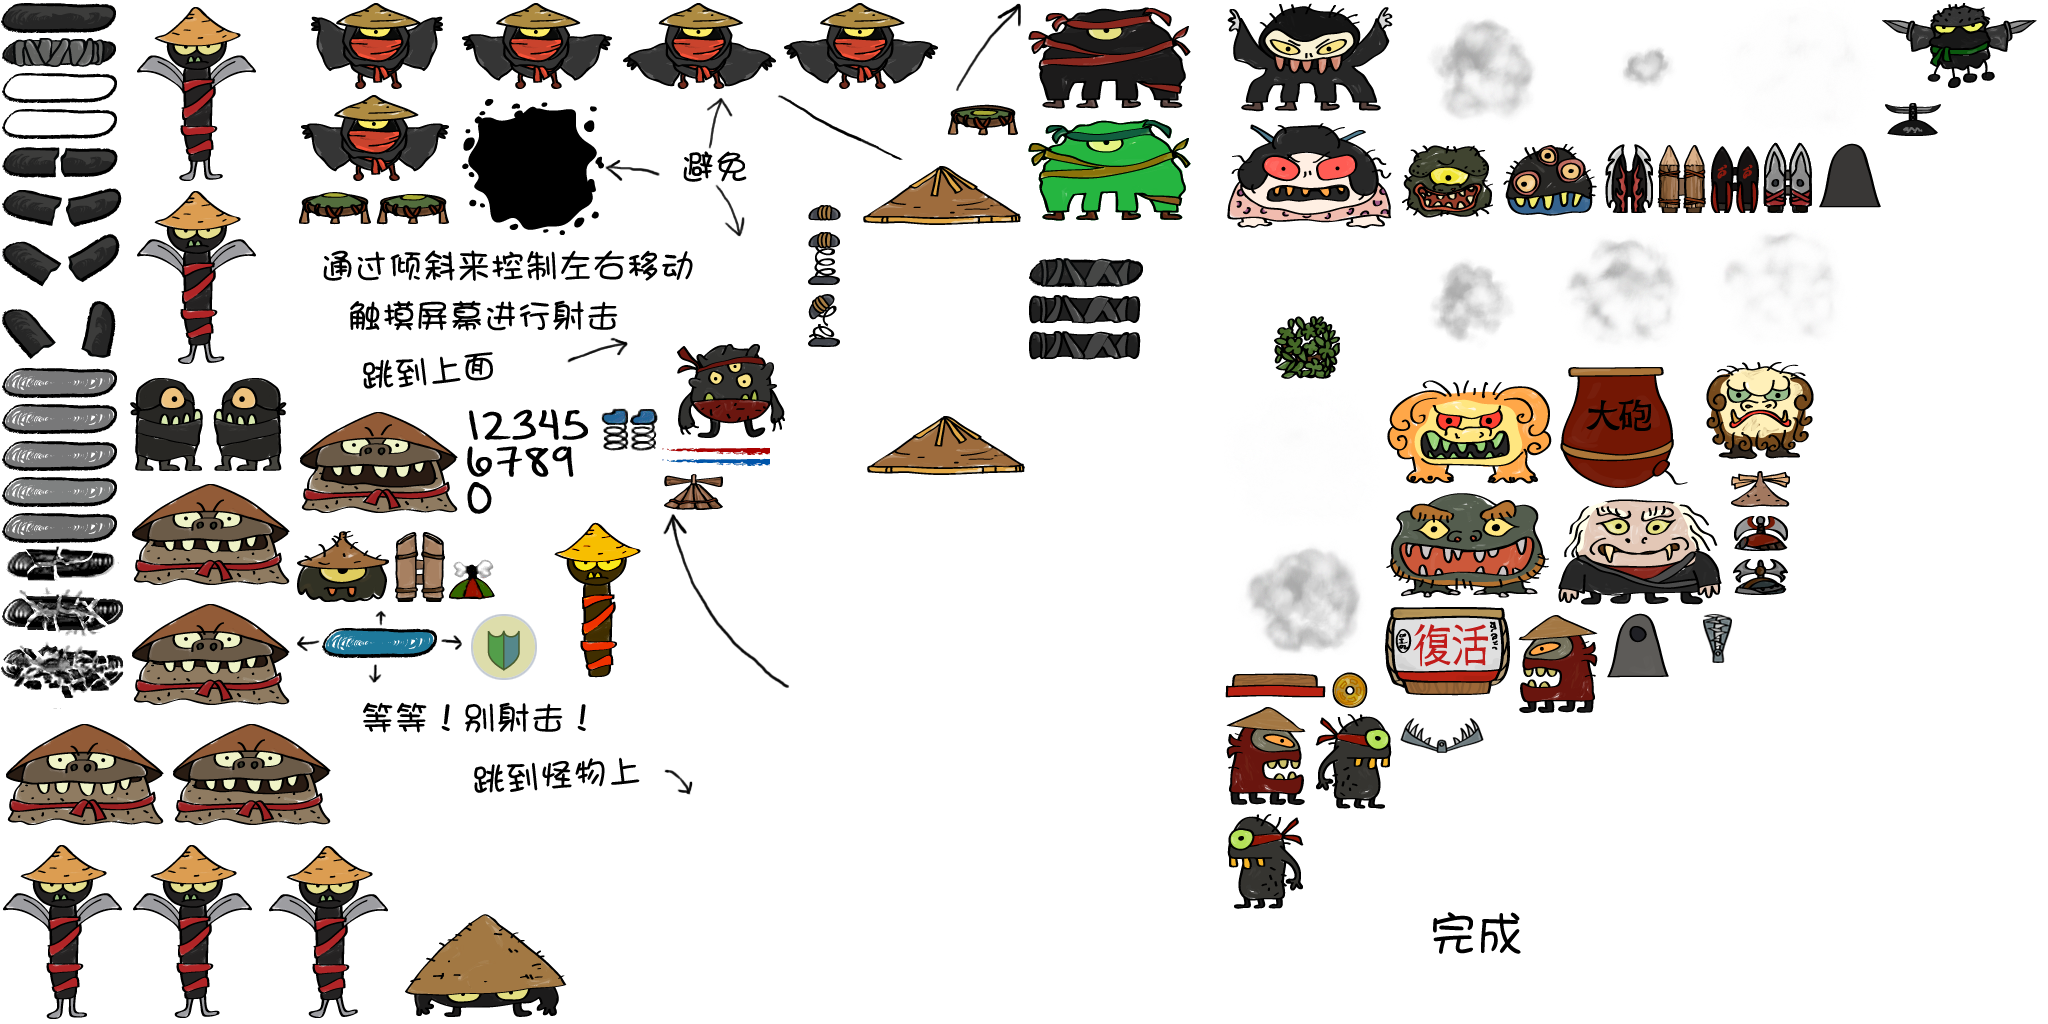 避免
通过倾斜来控制左右移动
触摸屏幕进行射击
跳到上面
12345
6789
0
大砲
復活
等等！别射击！
跳到怪物上
完成